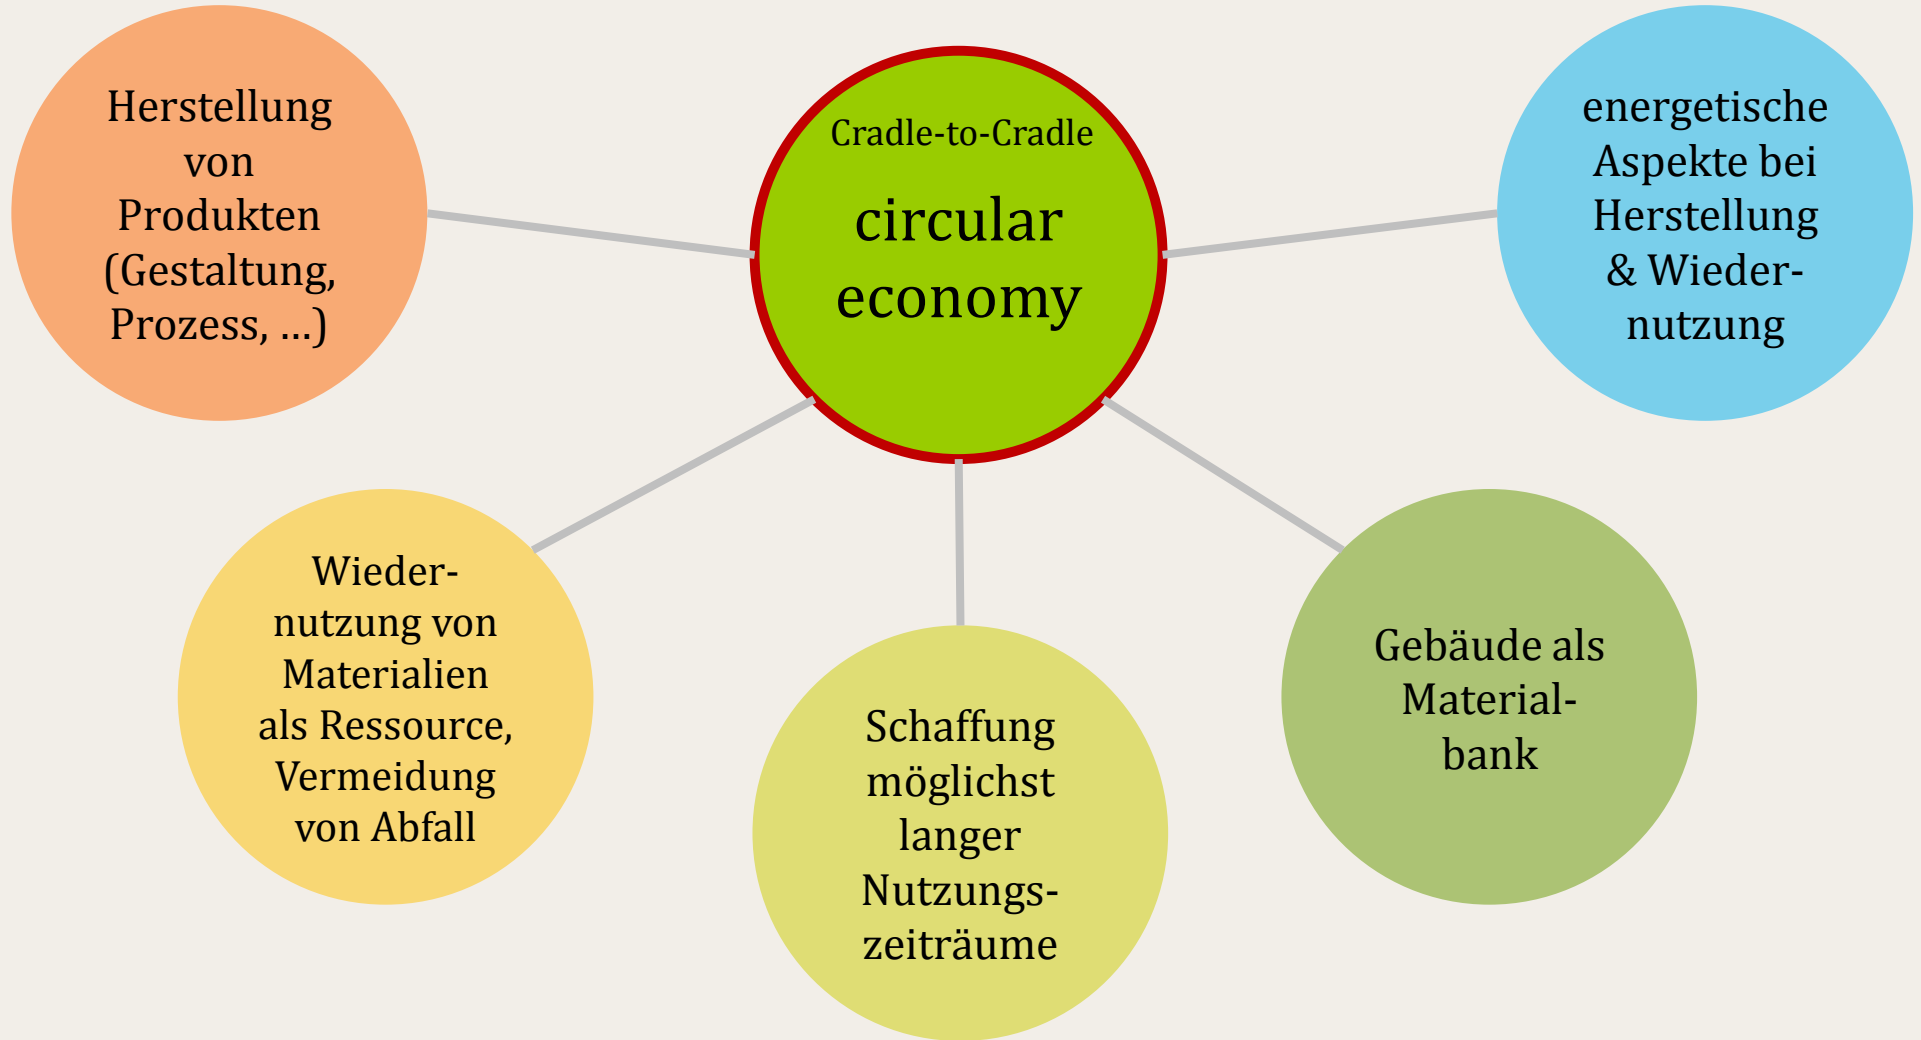 Herstellung
von
Produkten
(Gestaltung,
Prozess, ...)
Cradle-to-Cradle
circular
economy
energetische
Aspekte bei
Herstellung
& Wieder-
nutzung
Wieder-
nutzung von
Materialien
als Ressource,
Vermeidung
von Abfall
Schaffung
möglichst
langer
Nutzungs-
zeiträume
Gebäude als
Material-
bank